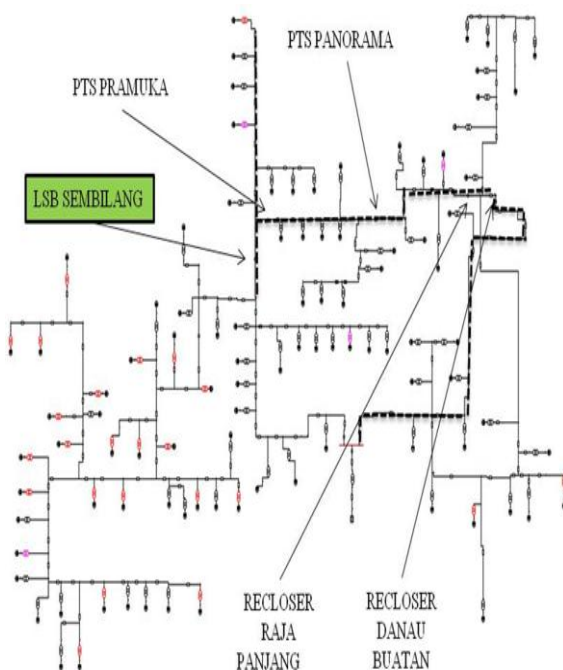 PTS PANORAMA
PTS PRAMUKA
LSB SEMBILANG
RECLOSER
RAJA
PANJANG
RECLOSER
DANAU
BUATAN